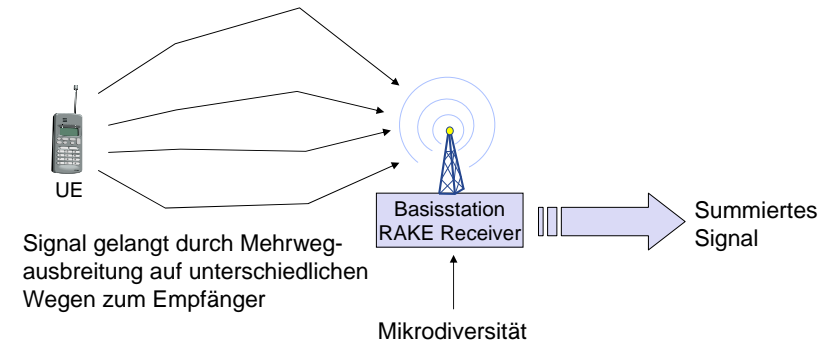 UE
Signal gelangt durch Mehrweg-
ausbreitung auf unterschiedlichen
Wegen zum Empfänger
Basisstation
RAKE Receiver
Mikrodiversität
Summiertes
Signal